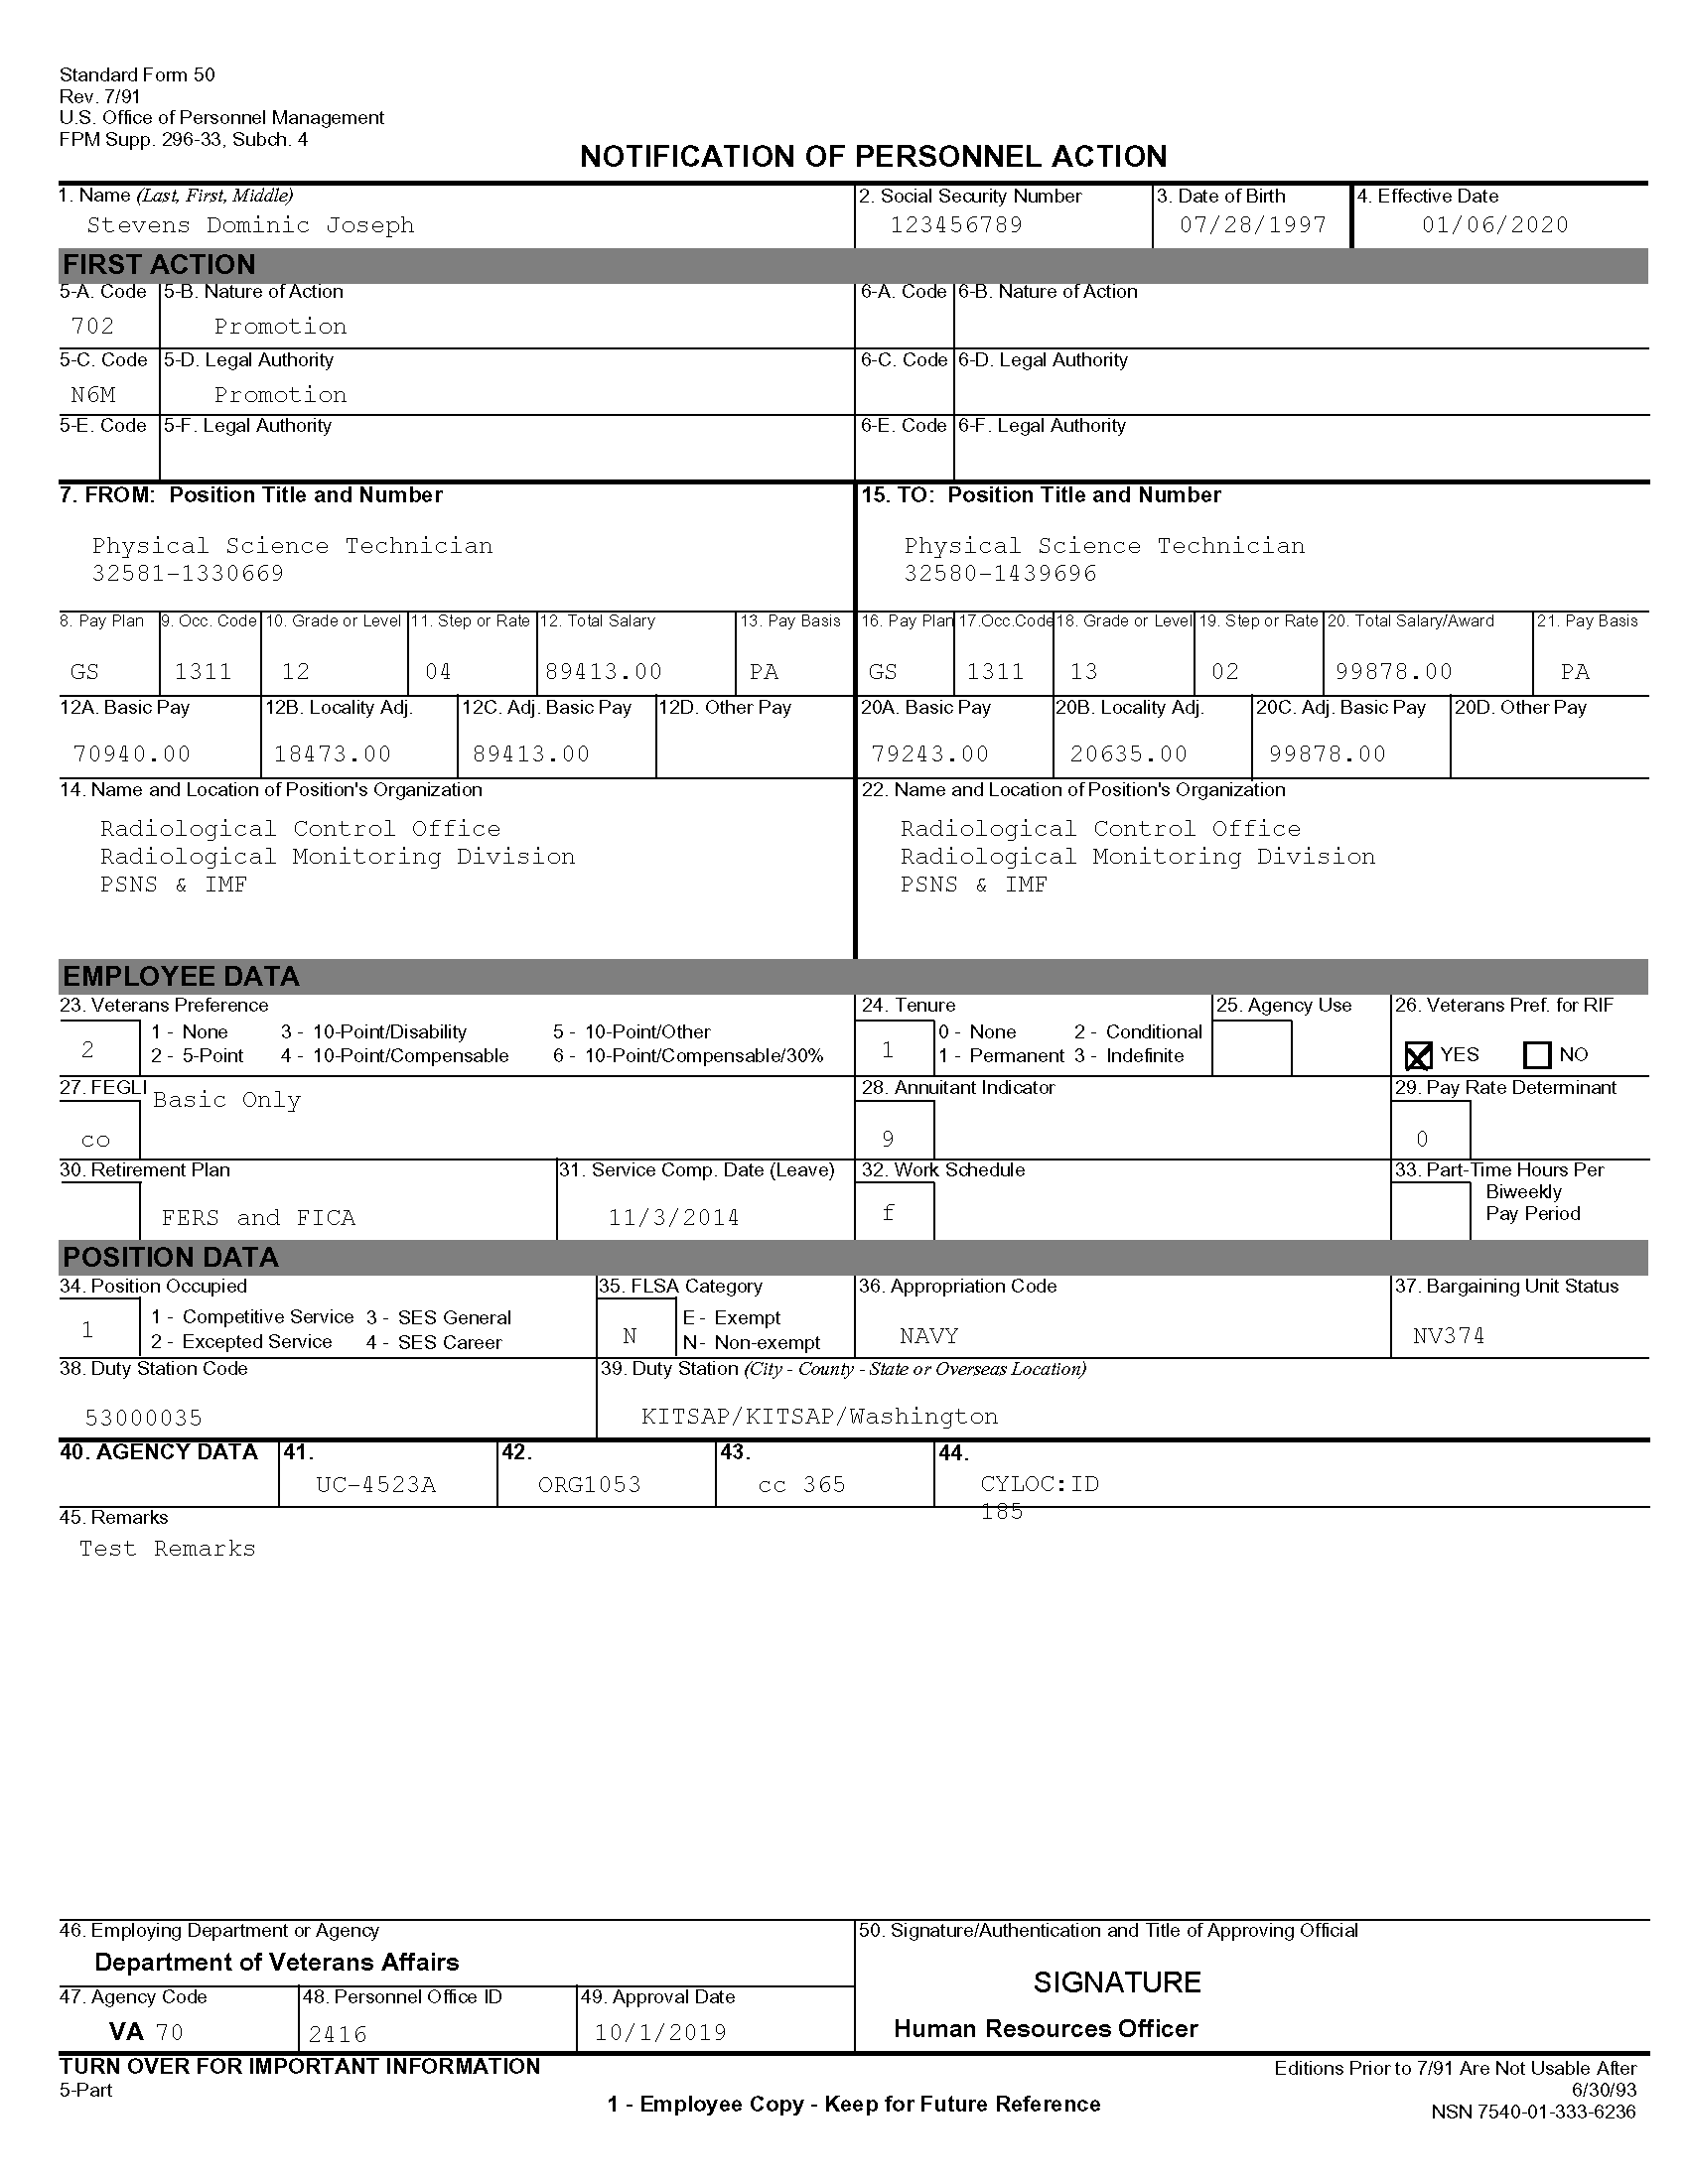 Standard Form 50
Rev. 7/91
U.S. Office of Personnel Management
FPM Supp. 296-33, Subch. 4
NOTIFICATION OF PERSONNEL ACTION
1. Name (Last, First, Middle)
Stevens Dominic Joseph
2. Social Security Number
123456789
3. Date of Birth
07/28/1997
4. Effective Date
01/06/2020
FIRST ACTION
5-A. Code
702
5-B. Nature of Action
Promotion
6-A. Code
6-B. Nature of Action
5-C. Code
N6M
5-D. Legal Authority
Promotion
6-C. Code
6-D. Legal Authority
5-E. Code
5-F. Legal Authority
6-E. Code
6-F. Legal Authority
7. FROM: Position Title and Number
Physical Science Technician
32581-1330669
15. TO: Position Title and Number
Physical Science Technician
32580-1439696
8. Pay Plan
GS
9. Occ. Code
1311
10. Grade or Level
12
11. Step or Rate
04
12. Total Salary
89413.00
13. Pay Basis
PA
16. Pay Plan
GS
17.Occ.Code
1311
18. Grade or Level
13
19. Step or Rate
02
20. Total Salary/Award
99878.00
21. Pay Basis
PA
12A. Basic Pay
70940.00
12B. Locality Adj.
18473.00
12C. Adj. Basic Pay
89413.00
12D. Other Pay
20A. Basic Pay
79243.00
20B. Locality Adj.
20635.00
20C. Adj. Basic Pay
99878.00
20D. Other Pay
14. Name and Location of Position's Organization
Radiological Control Office
Radiological Monitoring Division
PSNS & IMF
22. Name and Location of Position's Organization
Radiological Control Office
Radiological Monitoring Division
PSNS & IMF
EMPLOYEE DATA
23. Veterans Preference
2
1 - None 3 - 10-Point/Disability 5 - 10-Point/Other
2 - 5-Point 4 - 10-Point/Compensable 6 - 10-Point/Compensable/30%
24. Tenure
1
0 - None 2 - Conditional
1 - Permanent 3 - Indefinite
25. Agency Use
26. Veterans Pref. for RIF
YES NO
27. FEGLI
Basic Only
co
28. Annuitant Indicator
9
29. Pay Rate Determinant
0
30. Retirement Plan
FERS and FICA
31. Service Comp. Date (Leave)
11/3/2014
32. Work Schedule
f
33. Part-Time Hours Per
Biweekly
Pay Period
POSITION DATA
34. Position Occupied
1
1 - Competitive Service 3 - SES General
2 - Excepted Service 4 - SES Career
35. FLSA Category
N
E - Exempt
N- Non-exempt
36. Appropriation Code
NAVY
37. Bargaining Unit Status
NV374
38. Duty Station Code
53000035
39. Duty Station (City - County - State or Overseas Location)
KITSAP/KITSAP/Washington
40. AGENCY DATA
41.
UC-4523A
42.
ORG1053
43.
cc 365
44.
CYLOC:ID
185
45. Remarks
Test Remarks
46. Employing Department or Agency
Department of Veterans Affairs
47. Agency Code
VA 70
48. Personnel Office ID
2416
49. Approval Date
10/1/2019
50. Signature/Authentication and Title of Approving Official
SIGNATURE
Human Resources Officer
TURN OVER FOR IMPORTANT INFORMATION
5-Part
1 - Employee Copy - Keep for Future Reference
Editions Prior to 7/91 Are Not Usable After
6/30/93
NSN 7540-01-333-6236